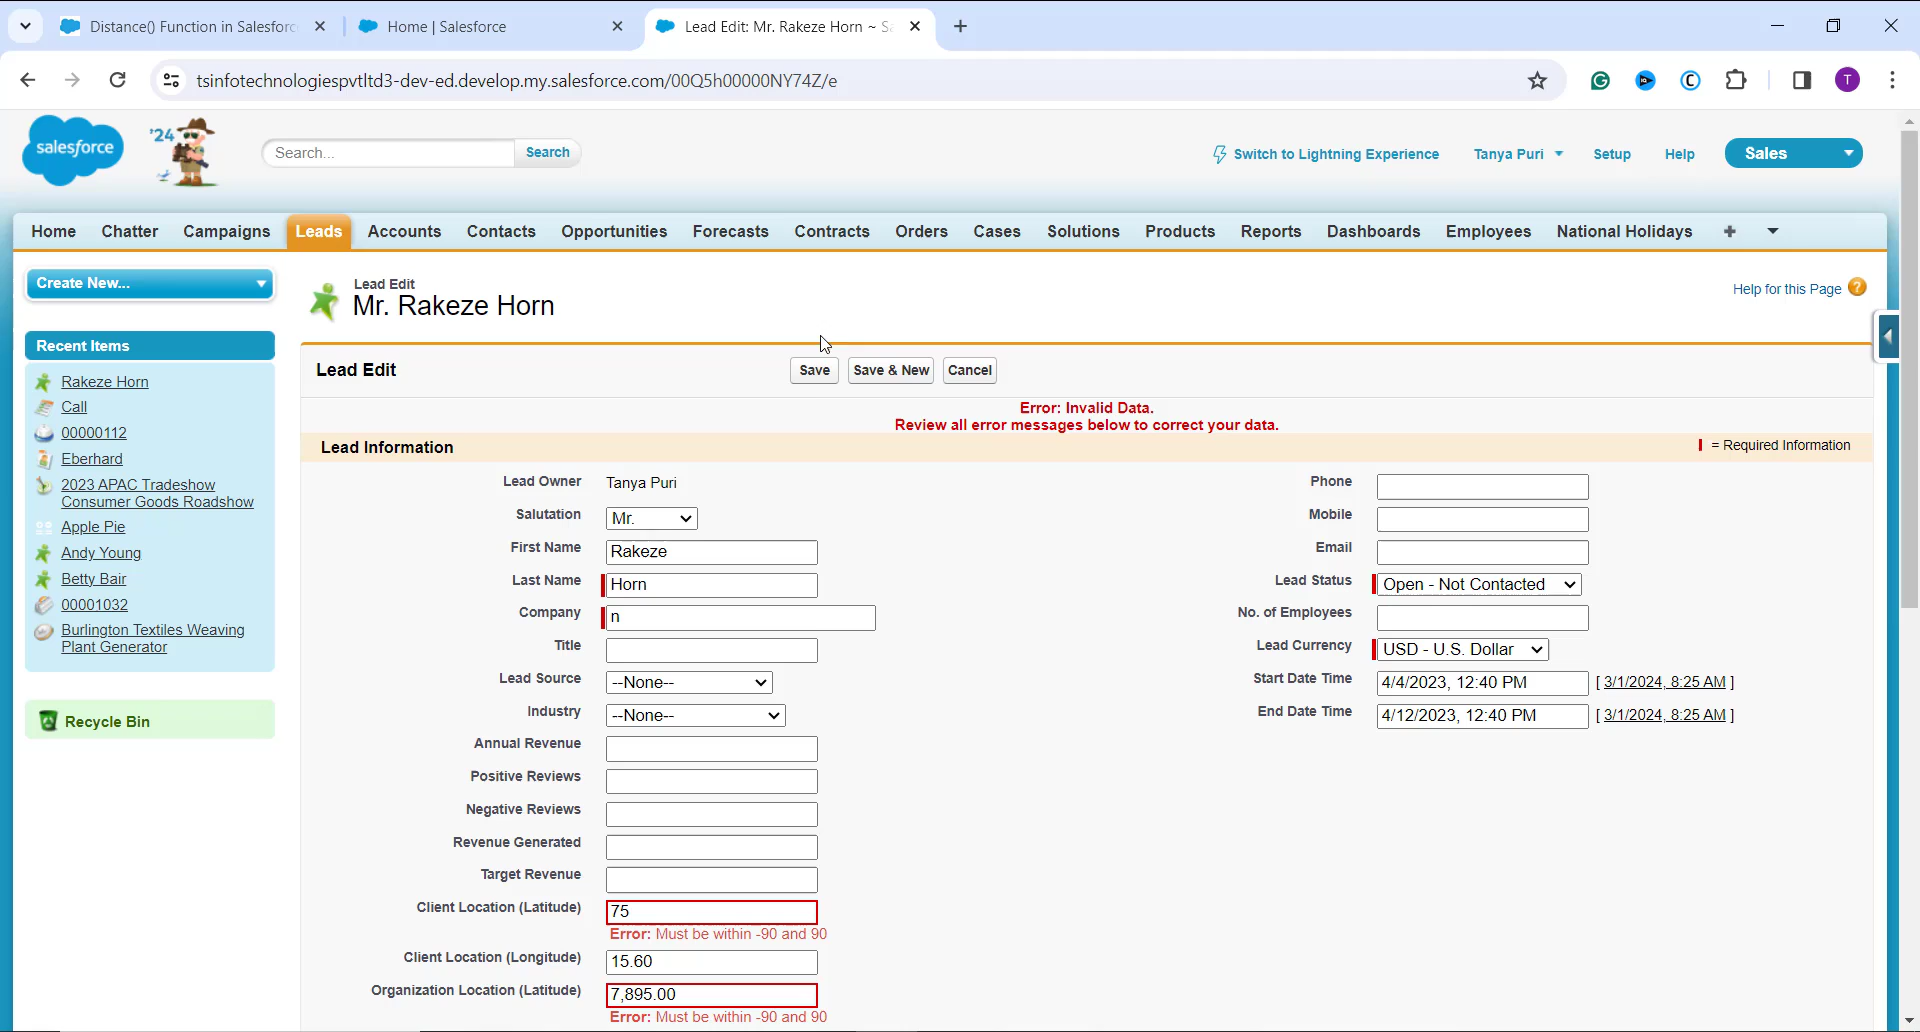 Distance() Function in Salesforc
Home | Salesforce
Lead Edit: Mr. Rakeze Horn ~ Sa
tsinfotechnologiespvtltd3-dev-ed.develop.my.salesforce.com/00Q5h00000NY74Z/e
T
salesforce
'24
Search...
Search
Switch to Lightning Experience
Tanya Puri
Setup
Help
Sales
Home
Chatter
Campaigns
Leads
Accounts
Contacts
Opportunities
Forecasts
Contracts
Orders
Cases
Solutions
Products
Reports
Dashboards
Employees
National Holidays
+
Create New...
Recent Items
Rakeze Horn
Call
00000112
Eberhard
2023 APAC Tradeshow
Consumer Goods Roadshow
Apple Pie
Andy Young
Betty Bair
00001032
Burlington Textiles Weaving
Plant Generator
Recycle Bin
Lead Edit
Mr. Rakeze Horn
Help for this Page ?
Lead Edit
Save
Save & New
Cancel
Error: Invalid Data.
Review all error messages below to correct your data.
Lead Information
= Required Information
Lead Owner Tanya Puri
Salutation Mr.
First Name Rakeze
Last Name Horn
Company n
Title
Lead Source --None--
Industry --None--
Annual Revenue
Positive Reviews
Negative Reviews
Revenue Generated
Target Revenue
Client Location (Latitude) 75
Error: Must be within -90 and 90
Client Location (Longitude) 15.60
Organization Location (Latitude) 7,895.00
Error: Must be within -90 and 90
Phone
Mobile
Email
Lead Status Open - Not Contacted
No. of Employees
Lead Currency USD - U.S. Dollar
Start Date Time 4/4/2023, 12:40 PM [ 3/1/2024, 8:25 AM ]
End Date Time 4/12/2023, 12:40 PM [ 3/1/2024, 8:25 AM ]